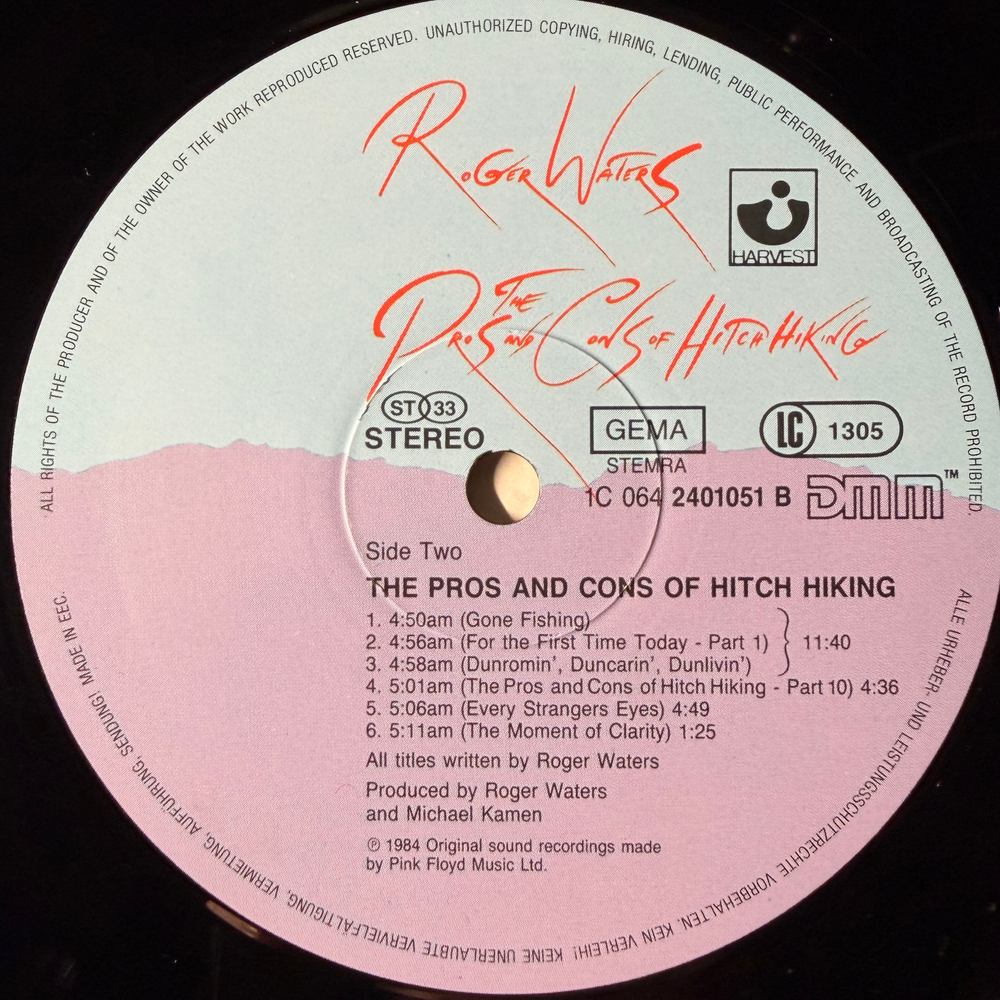 ALL RIGHTS OF THE PRODUCER AND OF THE OWNER OF THE WORK REPRODUCED RESERVED. UNAUTHORIZED COPYING, HIRING, LENDING, PUBLIC PERFORMANCE AND BROADCASTING OF THE RECORD PROHIBITED.
ROGER WATERS
HARVEST
THE
PROS AND CONS OF HITCH HIKING
ST 33
STEREO
GEMA
STEMRA
LC 1305
1C 064 2401051 B DMM™
Side Two
THE PROS AND CONS OF HITCH HIKING
1. 4:50am (Gone Fishing)
2. 4:56am (For the First Time Today - Part 1) 11:40
3. 4:58am (Dunromin', Duncarin', Dunlivin')
4. 5:01am (The Pros and Cons of Hitch Hiking - Part 10) 4:36
5. 5:06am (Every Strangers Eyes) 4:49
6. 5:11am (The Moment of Clarity) 1:25
All titles written by Roger Waters
Produced by Roger Waters
and Michael Kamen
℗ 1984 Original sound recordings made
by Pink Floyd Music Ltd.
ALLE URHEBER- UND LEISTUNGSSCHUTZRECHTE VORBEHALTEN. KEIN VERLEIH! KEINE UNERLAUBTE VERVIELFÄLTIGUNG, VERMIETUNG, AUFFÜHRUNG, SENDUNG! MADE IN EEC.